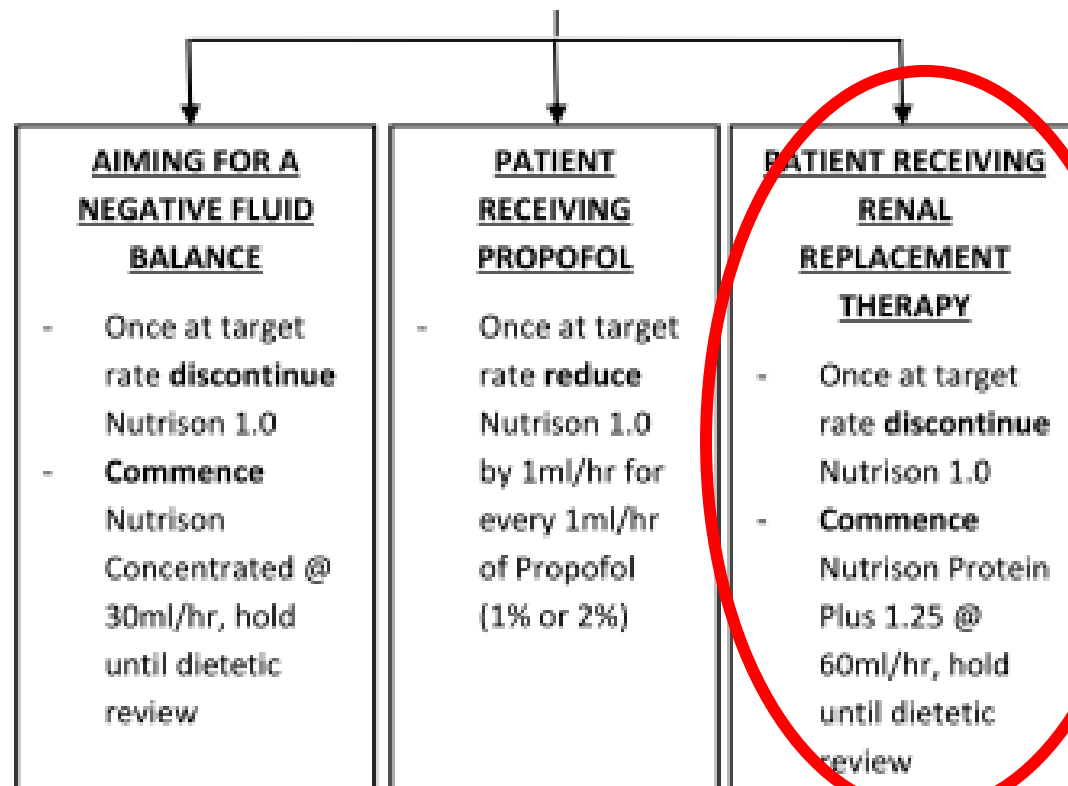 AIMING FOR A
NEGATIVE FLUID
BALANCE
- Once at target
rate discontinue
Nutrison 1.0
- Commence
Nutrison
Concentrated @
30ml/hr, hold
until dietetic
review
PATIENT
RECEIVING
PROPOFOL
- Once at target
rate reduce
Nutrison 1.0
by 1ml/hr for
every 1ml/hr
of Propofol
(1% or 2%)
PATIENT RECEIVING
RENAL
REPLACEMENT
THERAPY
- Once at target
rate discontinue
Nutrison 1.0
- Commence
Nutrison Protein
Plus 1.25 @
60ml/hr, hold
until dietetic
review